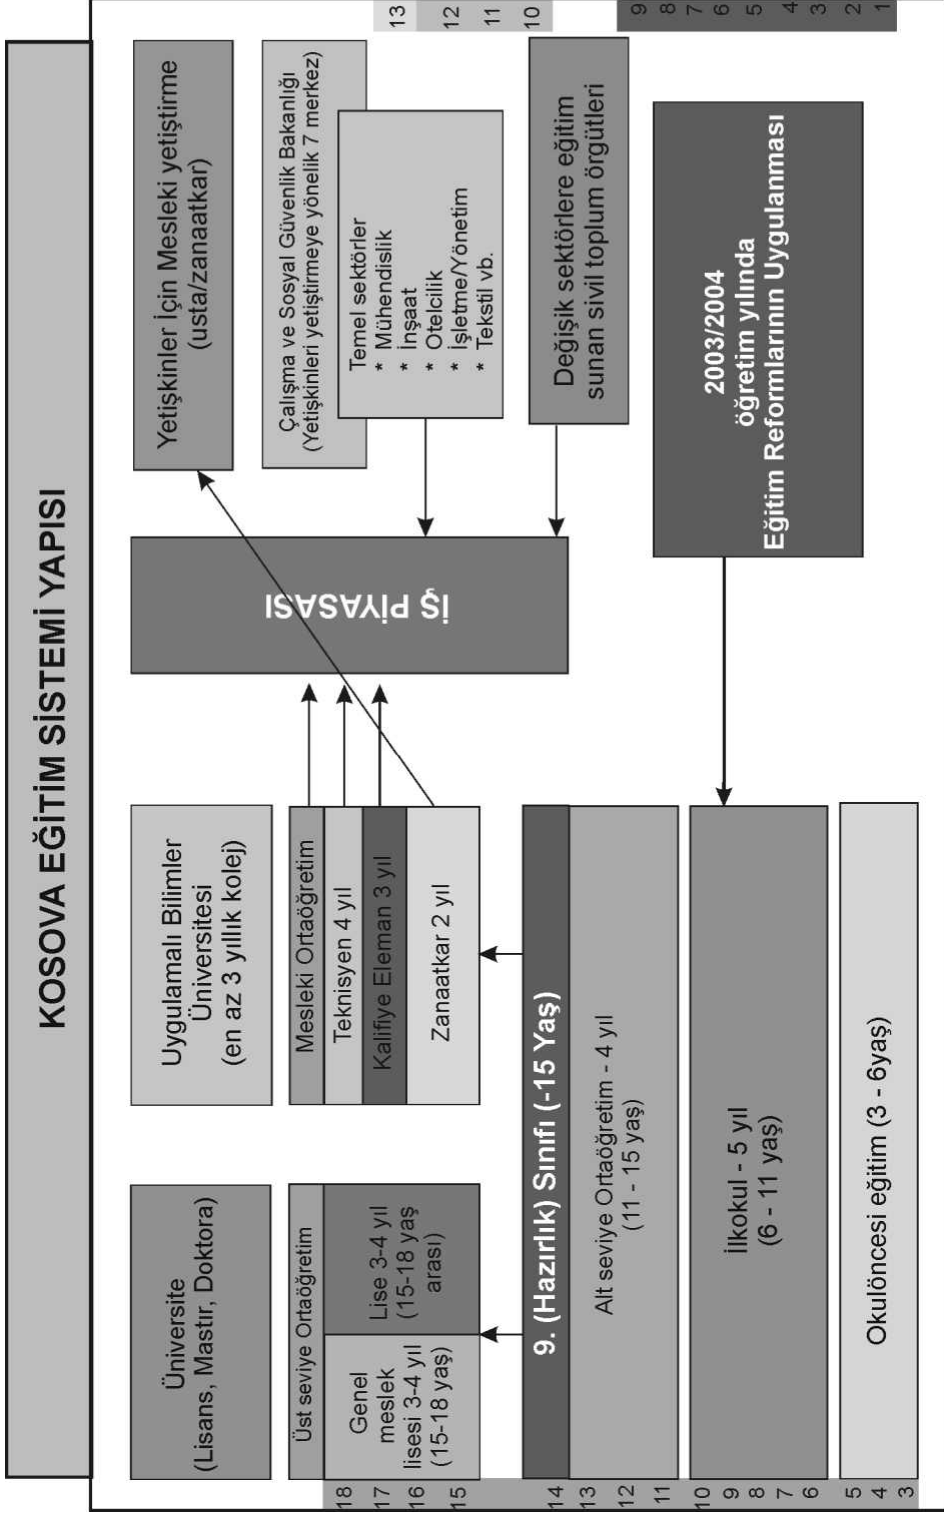 KOSOVA EĞİTİM SİSTEMİ YAPISI
Üniversite
(Lisans, Mastır, Doktora)
Uygulamalı Bilimler
Üniversitesi
(en az 3 yıllık kolej)
Yetişkinler İçin Mesleki yetiştirme
(usta/zanaatkar)
Çalışma ve Sosyal Güvenlik Bakanlığı
(Yetişkinleri yetiştirmeye yönelik 7 merkez)
Temel sektörler
* Mühendislik
* İnşaat
* Otelcilik
* İşletme/Yönetim
* Tekstil vb.
Değişik sektörlere eğitim
sunan sivil toplum örgütleri
İŞ PİYASASI
Üst seviye Ortaöğretim
Genel
meslek
lisesi 3-4 yıl
(15-18 yaş)
Lise 3-4 yıl
(15-18 yaş
arası)
Mesleki Ortaöğretim
Teknisyen 4 yıl
Kalifiye Eleman 3 yıl
Zanaatkar 2 yıl
9. (Hazırlık) Sınıfı (-15 Yaş)
Alt seviye Ortaöğretim - 4 yıl
(11 - 15 yaş)
İlkokul - 5 yıl
(6 - 11 yaş)
Okulöncesi eğitim (3 - 6yaş)
2003/2004
öğretim yılında
Eğitim Reformlarının Uygulanması
18
17
16
15
14
13
12
11
10
9
8
7
6
5
4
3
13
12
11
10
9
8
7
6
5
4
3
2
1